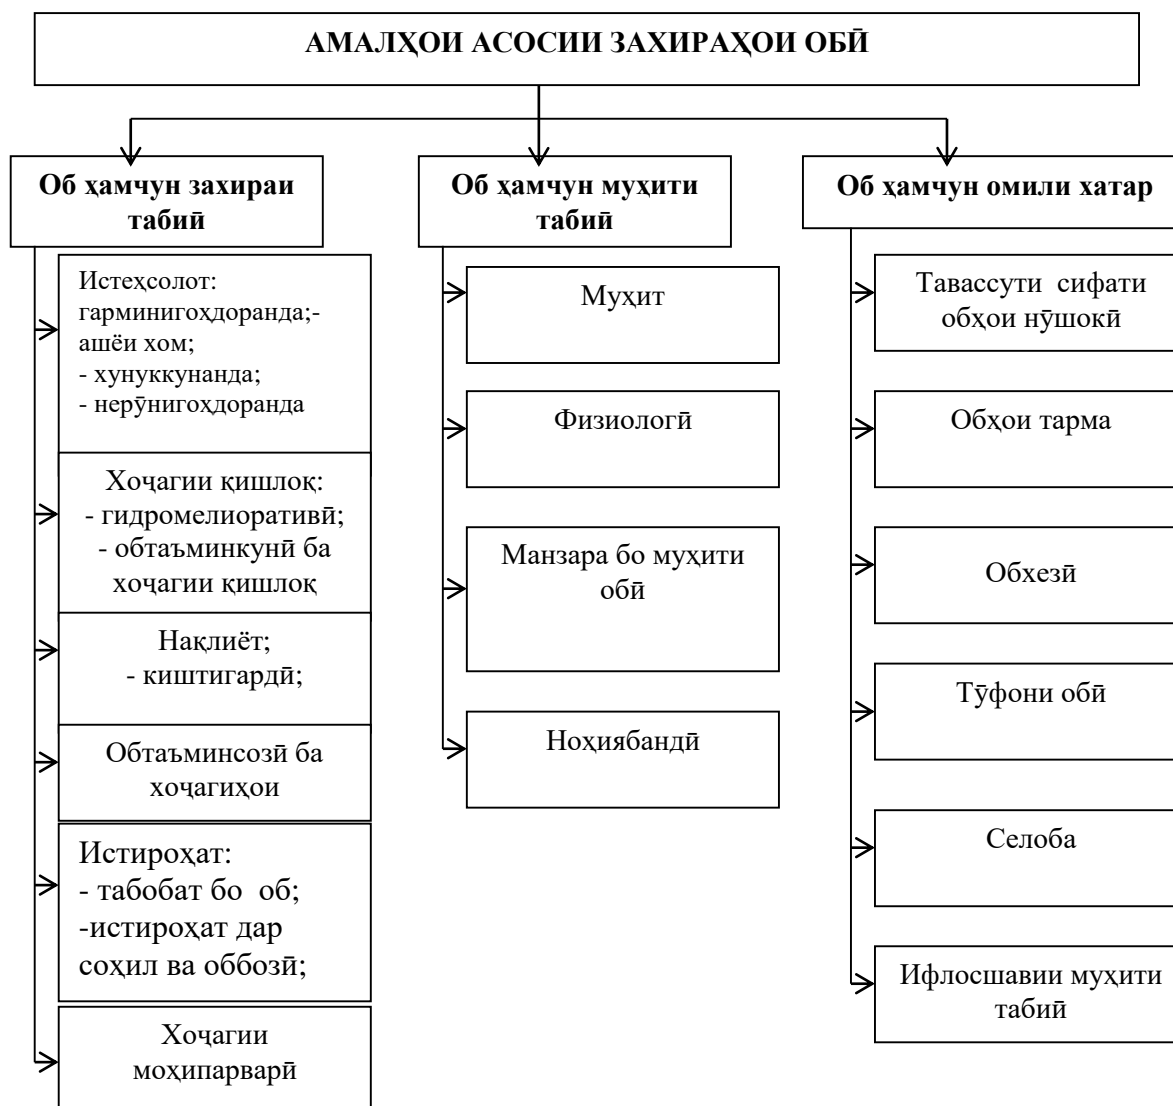 АМАЛҲОИ АСОСИИ ЗАХИРАҲОИ ОБӢ
Об ҳамчун захираи
табиӣ
Истеҳсолот:
гарминигоҳдоранда;-
ашёи хом;
- хунуккунанда;
- нерӯнигоҳдоранда
Хоҷагии қишлоқ:
- гидромелиоративӣ;
- обтаъминкунӣ ба
хоҷагии қишлоқ
Нақлиёт;
- киштигардӣ;
Обтаъминсозӣ ба
хоҷагиҳои
Истироҳат:
- табобат бо об;
-истироҳат дар
соҳил ва оббозӣ;
Хоҷагии
моҳипарварӣ
Об ҳамчун муҳити
табиӣ
Муҳит
Физиологӣ
Манзара бо муҳити
обӣ
Ноҳиябандӣ
Об ҳамчун омили хатар
Тавассути сифати
обҳои нӯшокӣ
Обҳои тарма
Обхезӣ
Тӯфони обӣ
Селоба
Ифлосшавии муҳити
табиӣ